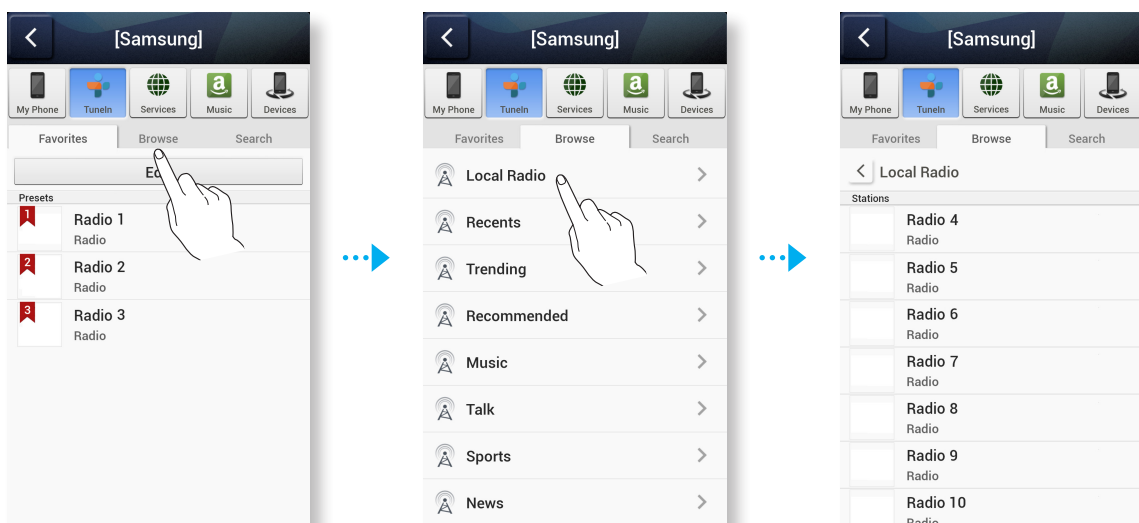 [Samsung]
My Phone
TuneIn
Services
Music
Devices
Favorites
Browse
Search
Presets
1
Radio 1
Radio
2
Radio 2
Radio
3
Radio 3
Radio
[Samsung]
My Phone
TuneIn
Services
a
Music
Devices
Favorites
Browse
Search
Local Radio
Recents
Trending
Recommended
Music
Talk
Sports
News
[Samsung]
My Phone
TuneIn
Services
a
Music
Devices
Favorites
Browse
Search
Local Radio
Stations
Radio 4
Radio
Radio 5
Radio
Radio 6
Radio
Radio 7
Radio
Radio 8
Radio
Radio 9
Radio
Radio 10
Radio